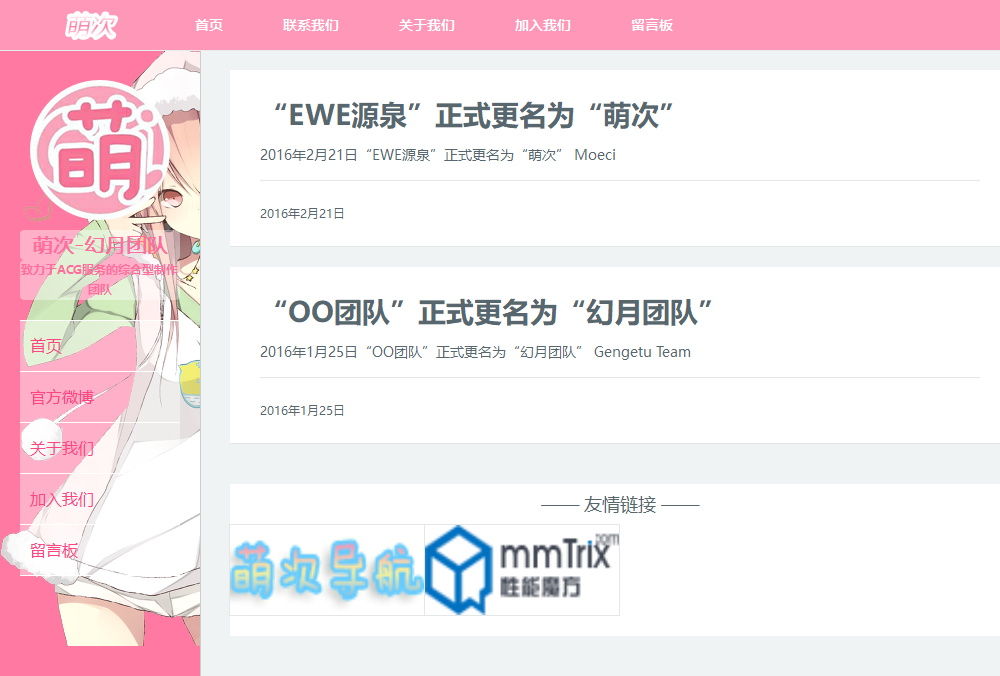 萌次
首页
联系我们
关于我们
加入我们
留言板
萌
萌次-幻月团队
致力于ACG服务的综合型制作
团队
首页
官方微博
关于我们
加入我们
留言板
“EWE源泉”正式更名为“萌次”
2016年2月21日“EWE源泉”正式更名为“萌次” Moeci
2016年2月21日
“OO团队”正式更名为“幻月团队”
2016年1月25日“OO团队”正式更名为“幻月团队” Gengetu Team
2016年1月25日
—— 友情链接 ——
萌次导航
mmTrix.com
性能魔方